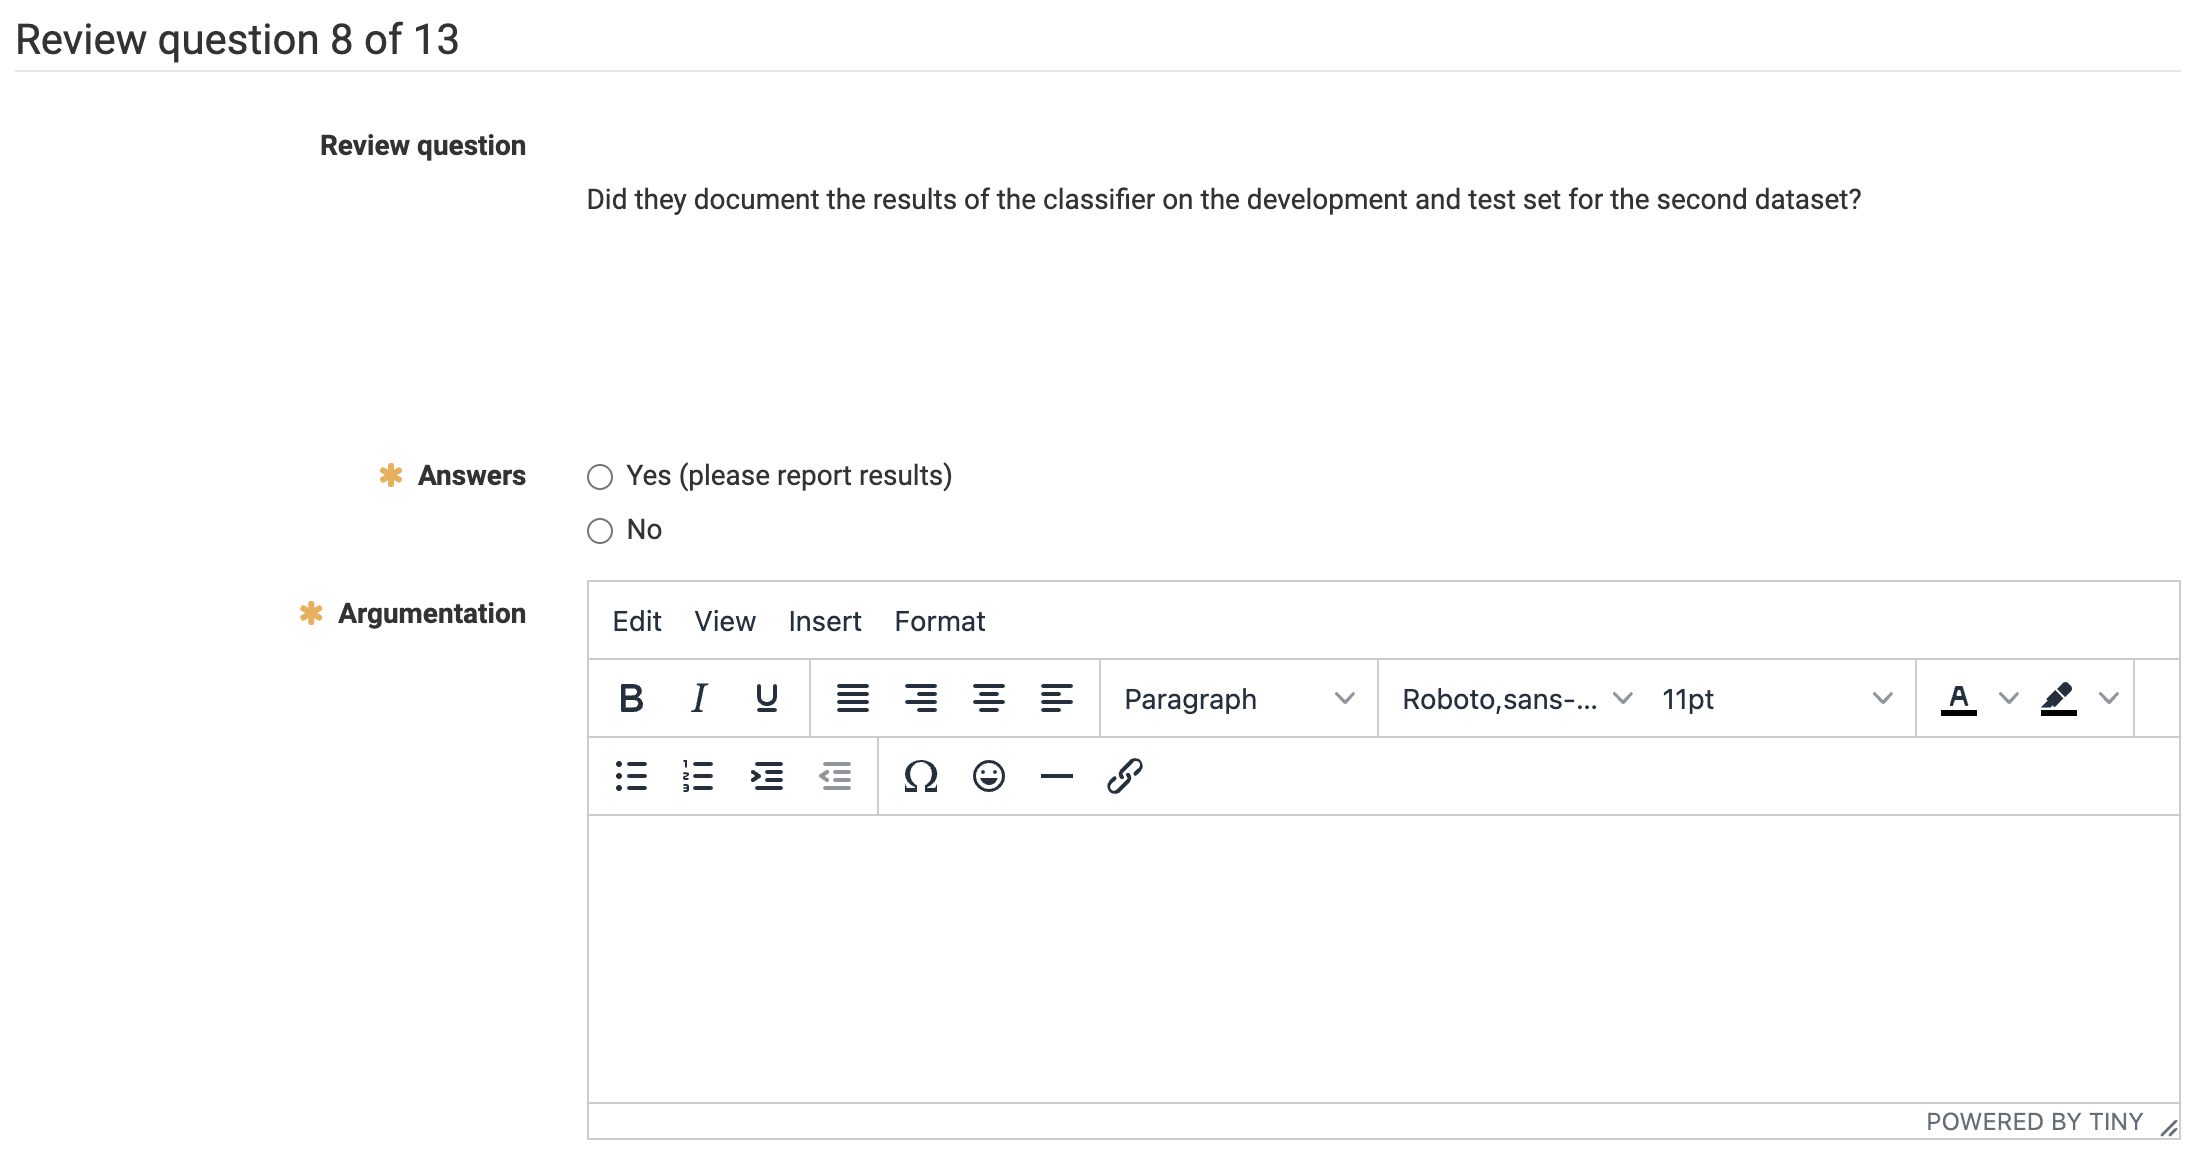 Review question 8 of 13
Review question
Did they document the results of the classifier on the development and test set for the second dataset?
✱ Answers
Yes (please report results)
No
✱ Argumentation
Edit View Insert Format
B I U Paragraph Roboto,sans-... 11pt A
Ω
POWERED BY TINY